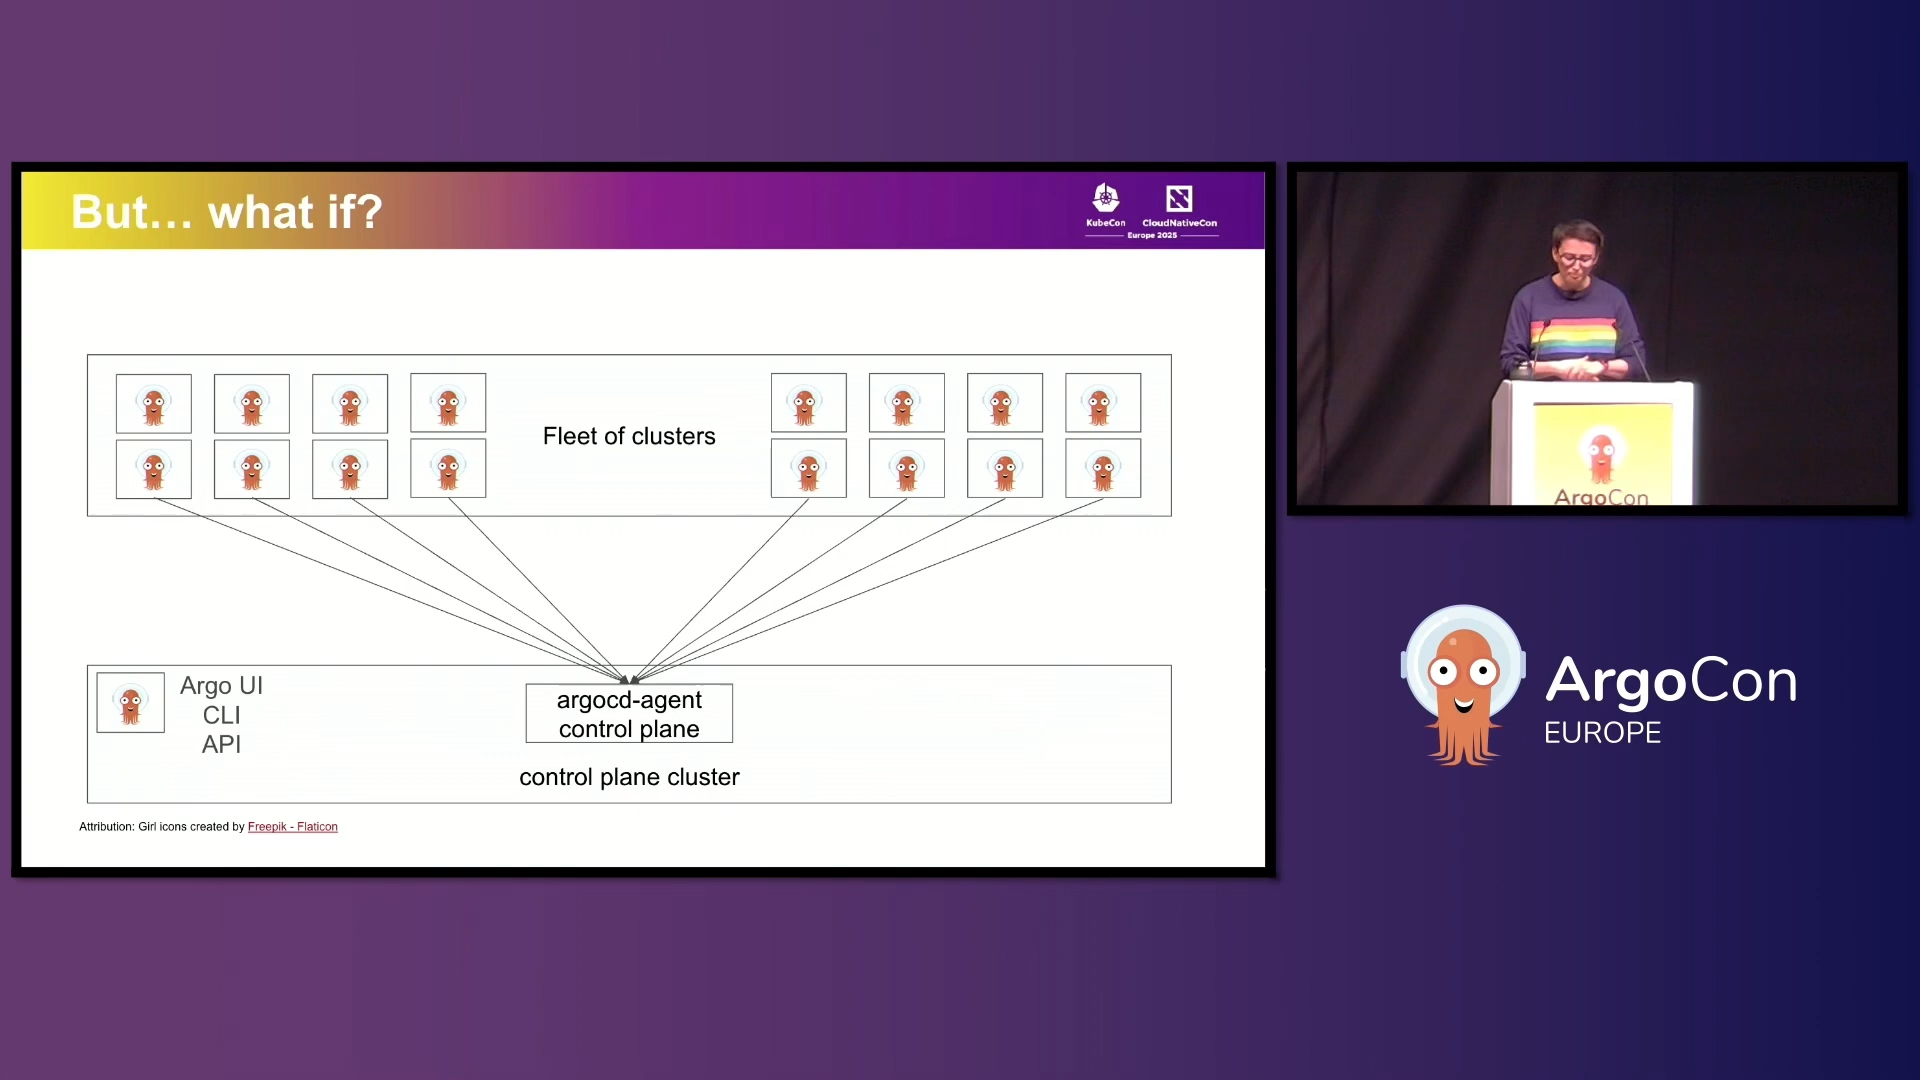 But... what if?
KubeCon
CloudNativeCon
Europe 2025
Fleet of clusters
Argo UI
CLI
API
argocd-agent
control plane
control plane cluster
Attribution: Girl icons created by Freepik - Flaticon
ArgoCon
ArgoCon
EUROPE